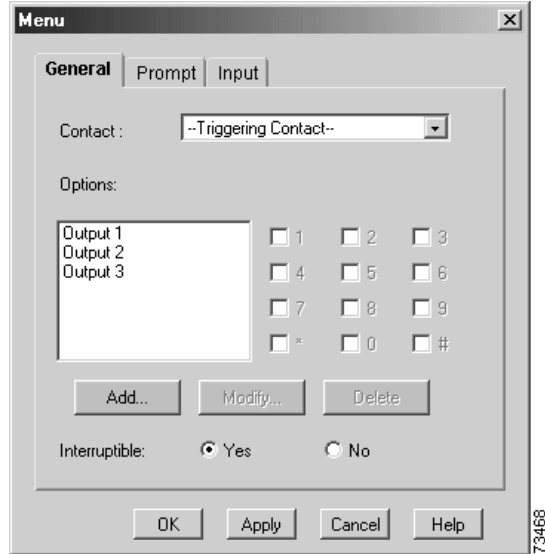 Menu
General Prompt Input
Contact : --Triggering Contact--
Options:
Output 1
Output 2
Output 3
1 2 3
4 5 6
7 8 9
* 0 #
Add... Modify... Delete
Interruptible: Yes No
OK Apply Cancel Help
73468